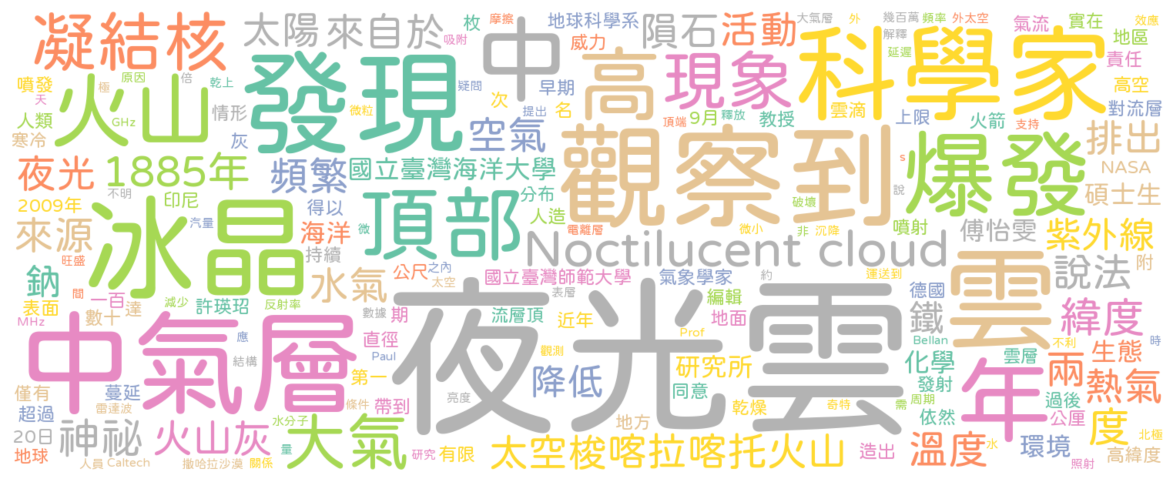 凝結核
太陽
來自於
中
枚
摩擦
吸附
地球科學系
威力
隕石
活動
高
現象
科學家
大氣層
外
幾百萬
頻率
外太空
解釋
延遲
氣流
實在
效應
地區
責任
噴發
原因
倍
乾上
天
極
GHz
微粒
人類
寒冷
火山
情形
灰
發現
疑問
早期
次
名
提出
空氣
雲滴
9月
教授
頂端
釋放
上限
火箭
支持
高空
對流層
排出
NASA
碩士生
夜光
1885年
頻繁
國立臺灣海洋大學
觀察到
爆發
s
說
不明
印尼
2009年
得以
分布
人造
破壞
非
沉降
噴射
傅怡雯
紫外線
來源
旺盛
冰晶
汽量
海洋
持續
微
頂部
電離層
微小
Noctilucent cloud
說法
附
鈉
水氣
公尺
之內
太空
國立臺灣師範大學
氣象學家
約
運送到
雲
表面
間
一百
達
減少
反射率
MHz
數十
許瑛玿
數據
期
流層頂
表層
近年
編輯
地面
德國
鐵
緯度
中氣層
應
直徑
Paul
結構
夜光雲
觀測
Prof
Bellan
雲層
不利
時
僅有
蔓延
第一
降低
研究所
同意
化學
發射
周期
年
兩
生態
熱氣
超過
雷達波
水分子
條件
帶到
亮度
地方
乾燥
奇特
需
依然
過後
公厘
度
北極
20日
神祕
火山灰
大氣
地球
人員
Caltech
撒哈拉沙漠
關係
量
研究
有限
太空梭
喀拉喀托火山
造出
溫度
水
環境
照射
高緯度